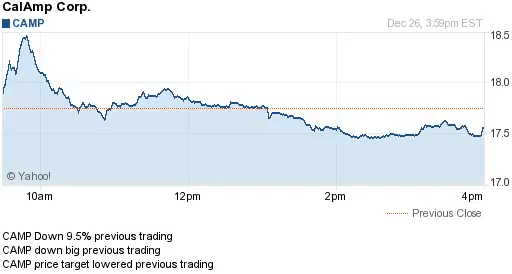 CalAmp Corp.
CAMP
Dec 26, 3:59pm EST
18.5
18.0
17.5
17.0
© Yahoo!
10am 12pm 2pm 4pm
Previous Close
CAMP Down 9.5% previous trading
CAMP down big previous trading
CAMP price target lowered previous trading